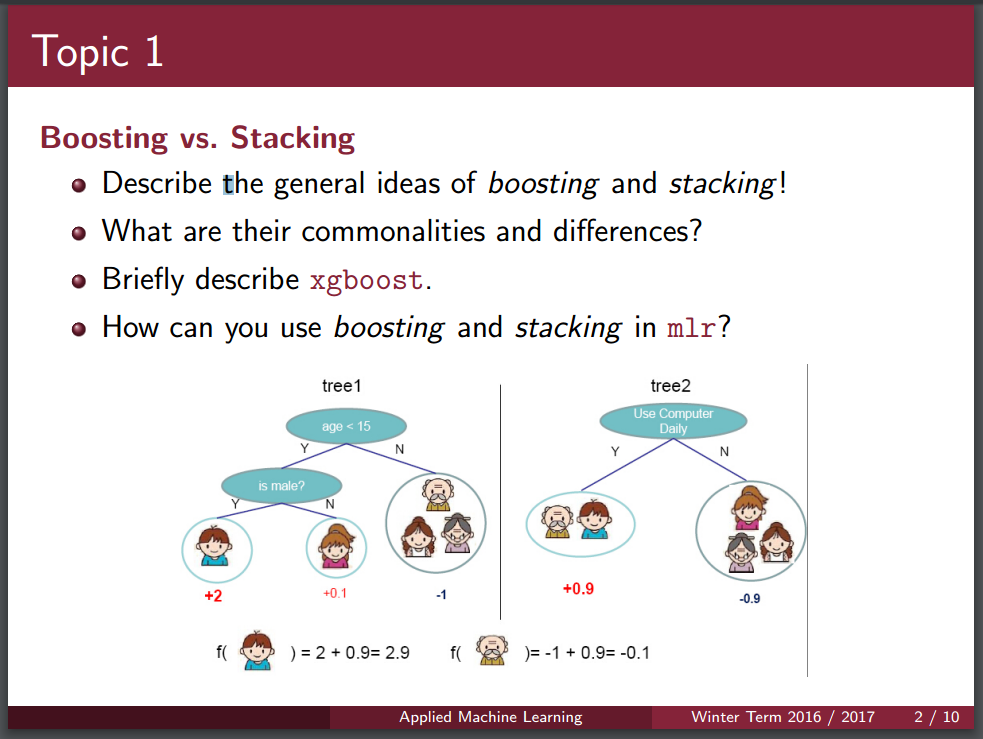 Topic 1
Boosting vs. Stacking
Describe the general ideas of boosting and stacking!
What are their commonalities and differences?
Briefly describe xgboost.
How can you use boosting and stacking in mlr?
tree1
age < 15
Y
N
is male?
Y
N
+2
+0.1
-1
tree2
Use Computer
Daily
Y
N
+0.9
-0.9
f( ) = 2 + 0.9= 2.9
f( )= -1 + 0.9= -0.1
Applied Machine Learning
Winter Term 2016 / 2017
2 / 10